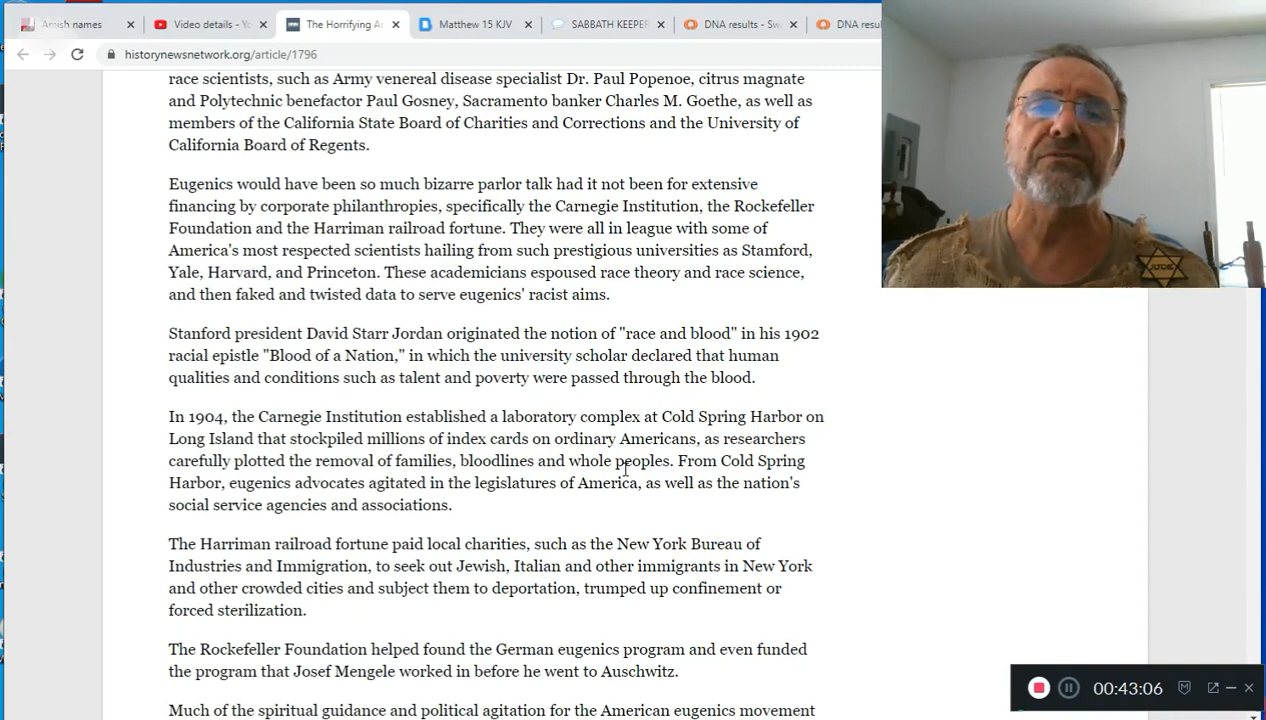 Amish names
Video details - Yo
The Horrifying Ar
Matthew 15 KJV
SABBATH KEEPER
DNA results - Sw
DNA resul
historynewsnetwork.org/article/1796
race scientists, such as Army venereal disease specialist Dr. Paul Popenoe, citrus magnate
and Polytechnic benefactor Paul Gosney, Sacramento banker Charles M. Goethe, as well as
members of the California State Board of Charities and Corrections and the University of
California Board of Regents.
Eugenics would have been so much bizarre parlor talk had it not been for extensive
financing by corporate philanthropies, specifically the Carnegie Institution, the Rockefeller
Foundation and the Harriman railroad fortune. They were all in league with some of
America's most respected scientists hailing from such prestigious universities as Stamford,
Yale, Harvard, and Princeton. These academicians espoused race theory and race science,
and then faked and twisted data to serve eugenics' racist aims.
Stanford president David Starr Jordan originated the notion of "race and blood" in his 1902
racial epistle "Blood of a Nation," in which the university scholar declared that human
qualities and conditions such as talent and poverty were passed through the blood.
In 1904, the Carnegie Institution established a laboratory complex at Cold Spring Harbor on
Long Island that stockpiled millions of index cards on ordinary Americans, as researchers
carefully plotted the removal of families, bloodlines and whole peoples. From Cold Spring
Harbor, eugenics advocates agitated in the legislatures of America, as well as the nation's
social service agencies and associations.
The Harriman railroad fortune paid local charities, such as the New York Bureau of
Industries and Immigration, to seek out Jewish, Italian and other immigrants in New York
and other crowded cities and subject them to deportation, trumped up confinement or
forced sterilization.
The Rockefeller Foundation helped found the German eugenics program and even funded
the program that Josef Mengele worked in before he went to Auschwitz.
Much of the spiritual guidance and political agitation for the American eugenics movement
00:43:06